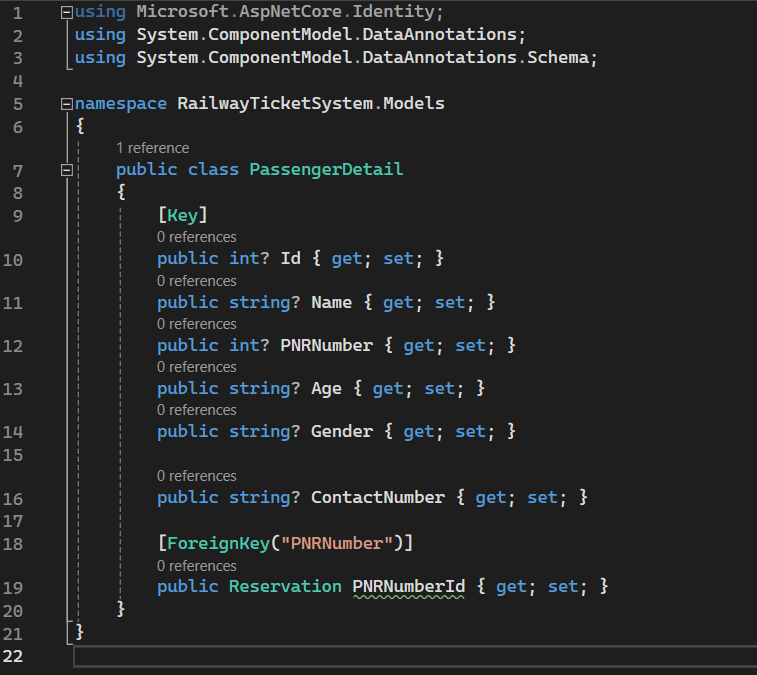 1 using Microsoft.AspNetCore.Identity;
2 using System.ComponentModel.DataAnnotations;
3 using System.ComponentModel.DataAnnotations.Schema;
4
5 namespace RailwayTicketSystem.Models
6 {
1 reference
7 public class PassengerDetail
8 {
9 [Key]
0 references
10 public int? Id { get; set; }
0 references
11 public string? Name { get; set; }
0 references
12 public int? PNRNumber { get; set; }
0 references
13 public string? Age { get; set; }
0 references
14 public string? Gender { get; set; }
15
0 references
16 public string? ContactNumber { get; set; }
17
18 [ForeignKey("PNRNumber")]
0 references
19 public Reservation PNRNumberId { get; set; }
20 }
21 }
22